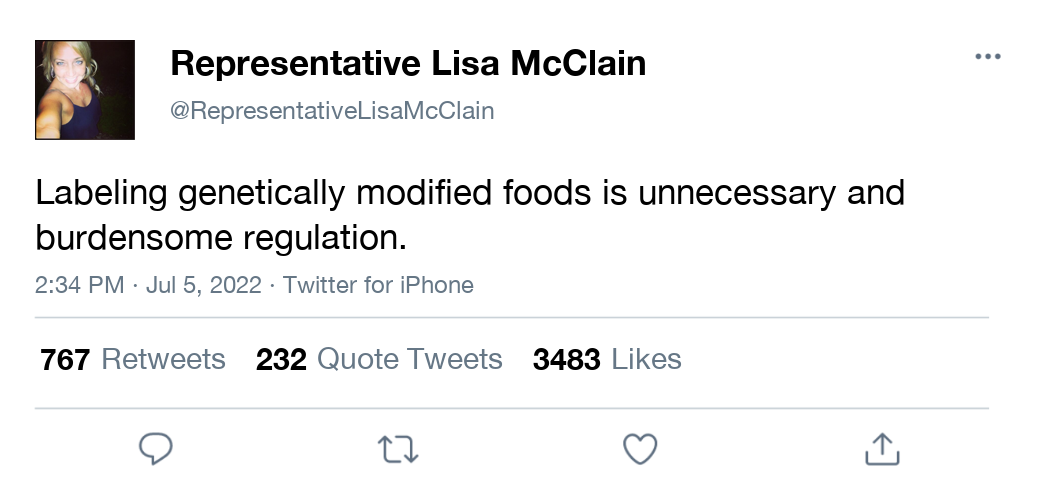 Representative Lisa McClain
@RepresentativeLisaMcClain
Labeling genetically modified foods is unnecessary and
burdensome regulation.
2:34 PM · Jul 5, 2022 · Twitter for iPhone
767 Retweets 232 Quote Tweets 3483 Likes